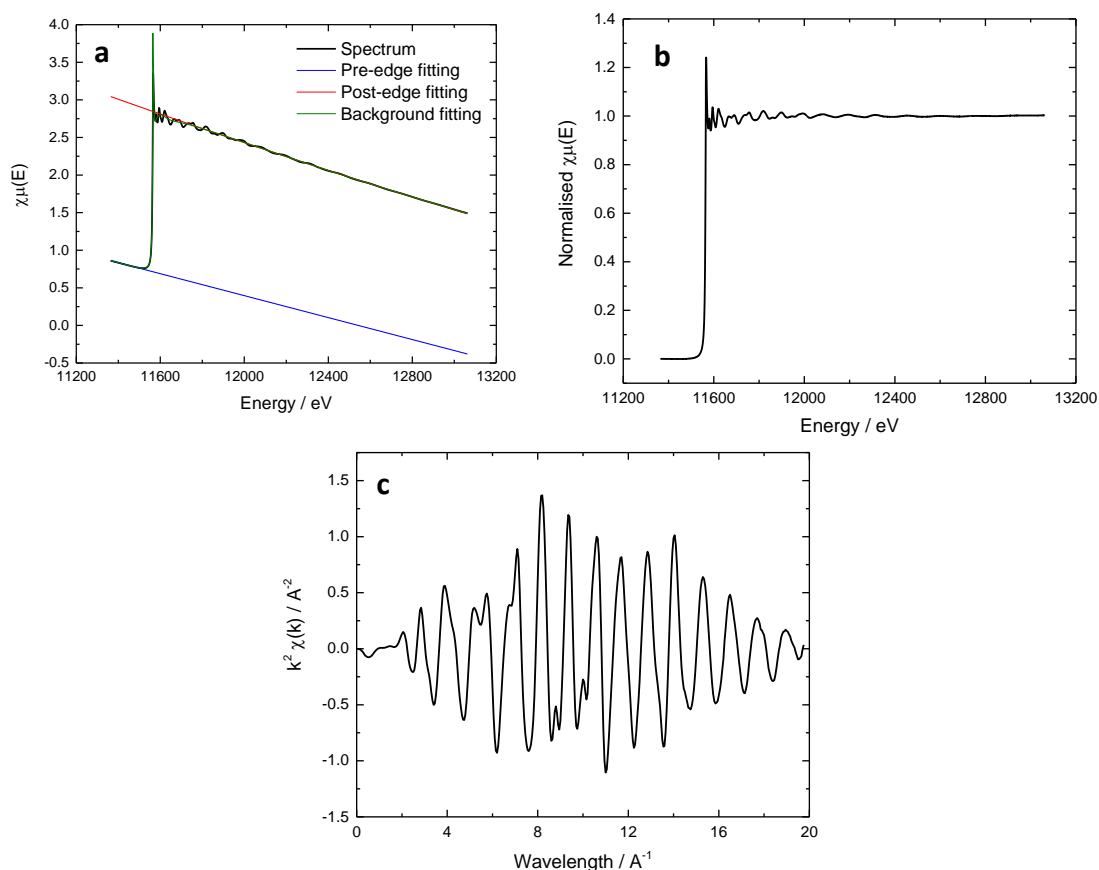 a
Spectrum
Pre-edge fitting
Post-edge fitting
Background fitting
4.0
3.5
3.0
2.5
2.0
1.5
1.0
0.5
0.0
-0.5
χμ(E)
11200 11600 12000 12400 12800 13200
Energy / eV
b
1.4
1.2
1.0
0.8
0.6
0.4
0.2
0.0
Normalised χμ(E)
11200 11600 12000 12400 12800 13200
Energy / eV
c
1.5
1.0
0.5
0.0
-0.5
-1.0
-1.5
k² χ(k) / A⁻²
0 4 8 12 16 20
Wavelength / A⁻¹